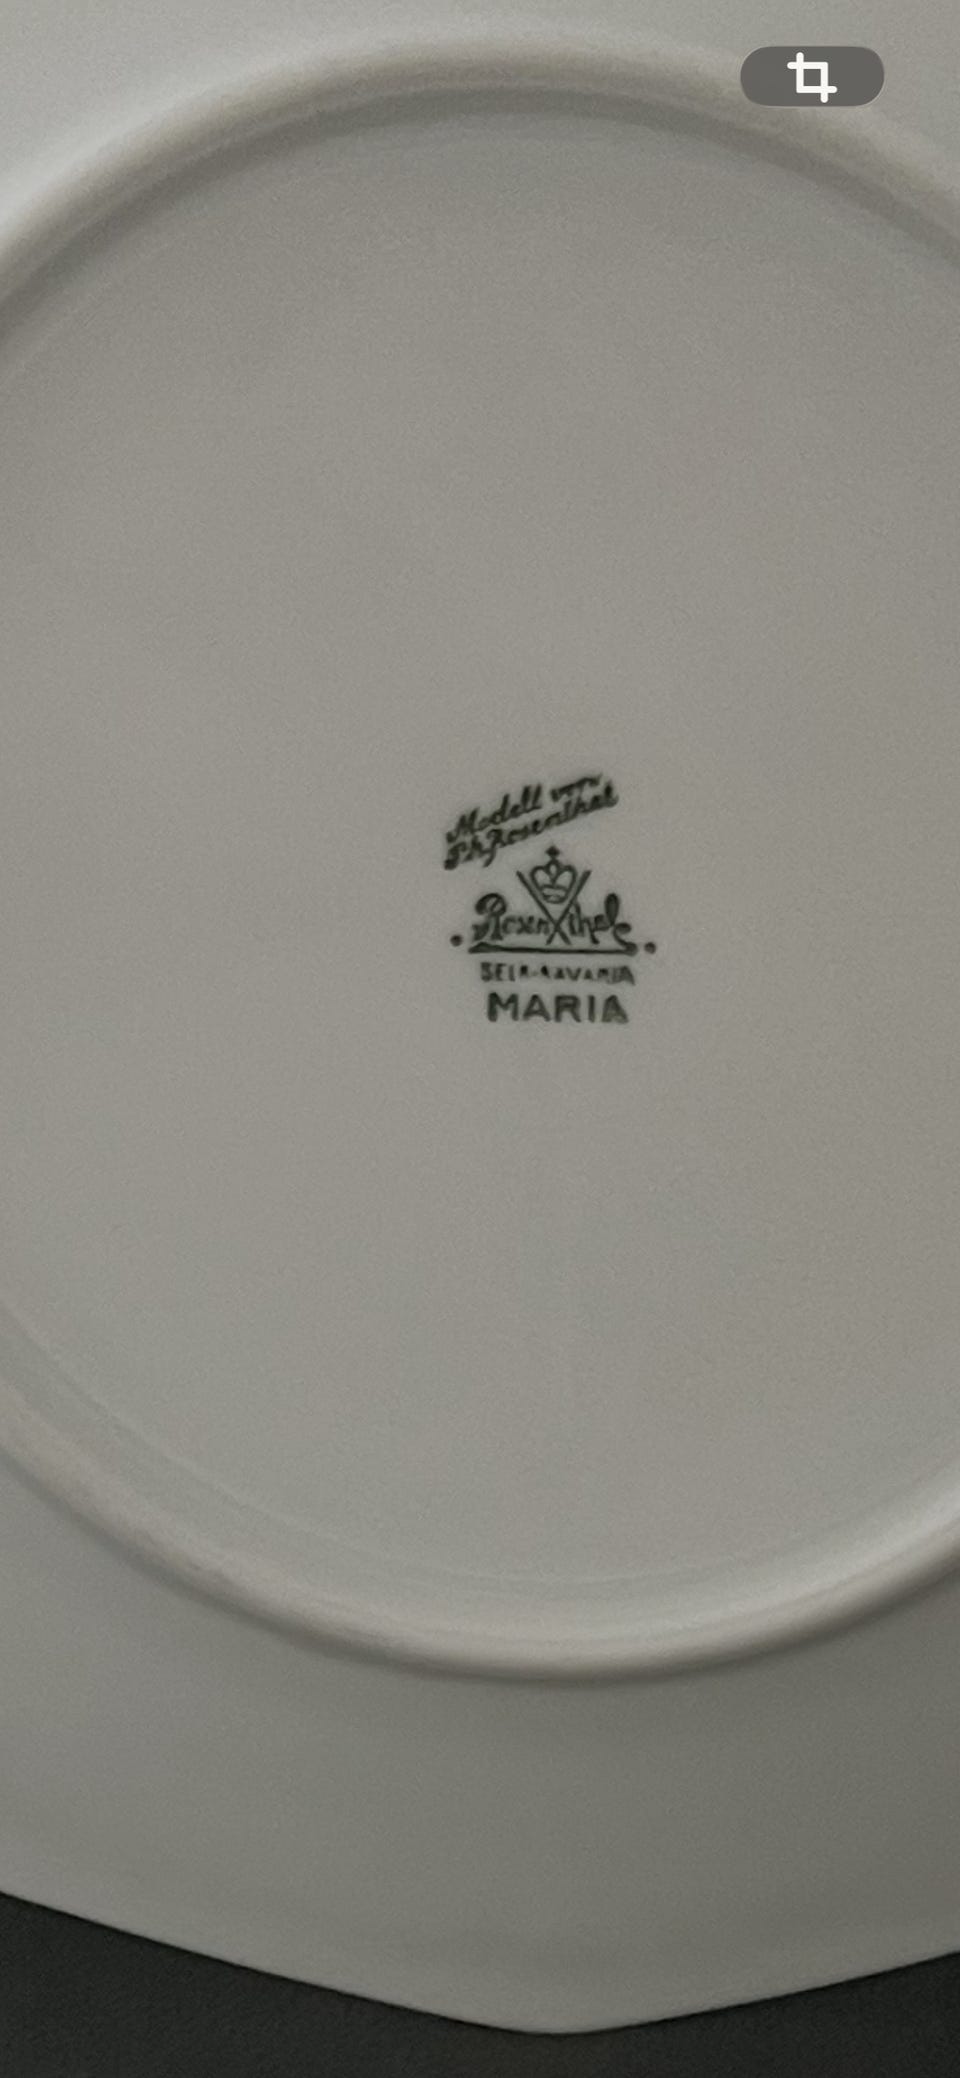 Modell von
Ph. Rosenthal
Rosenthal
SELB-BAVARIA
MARIA